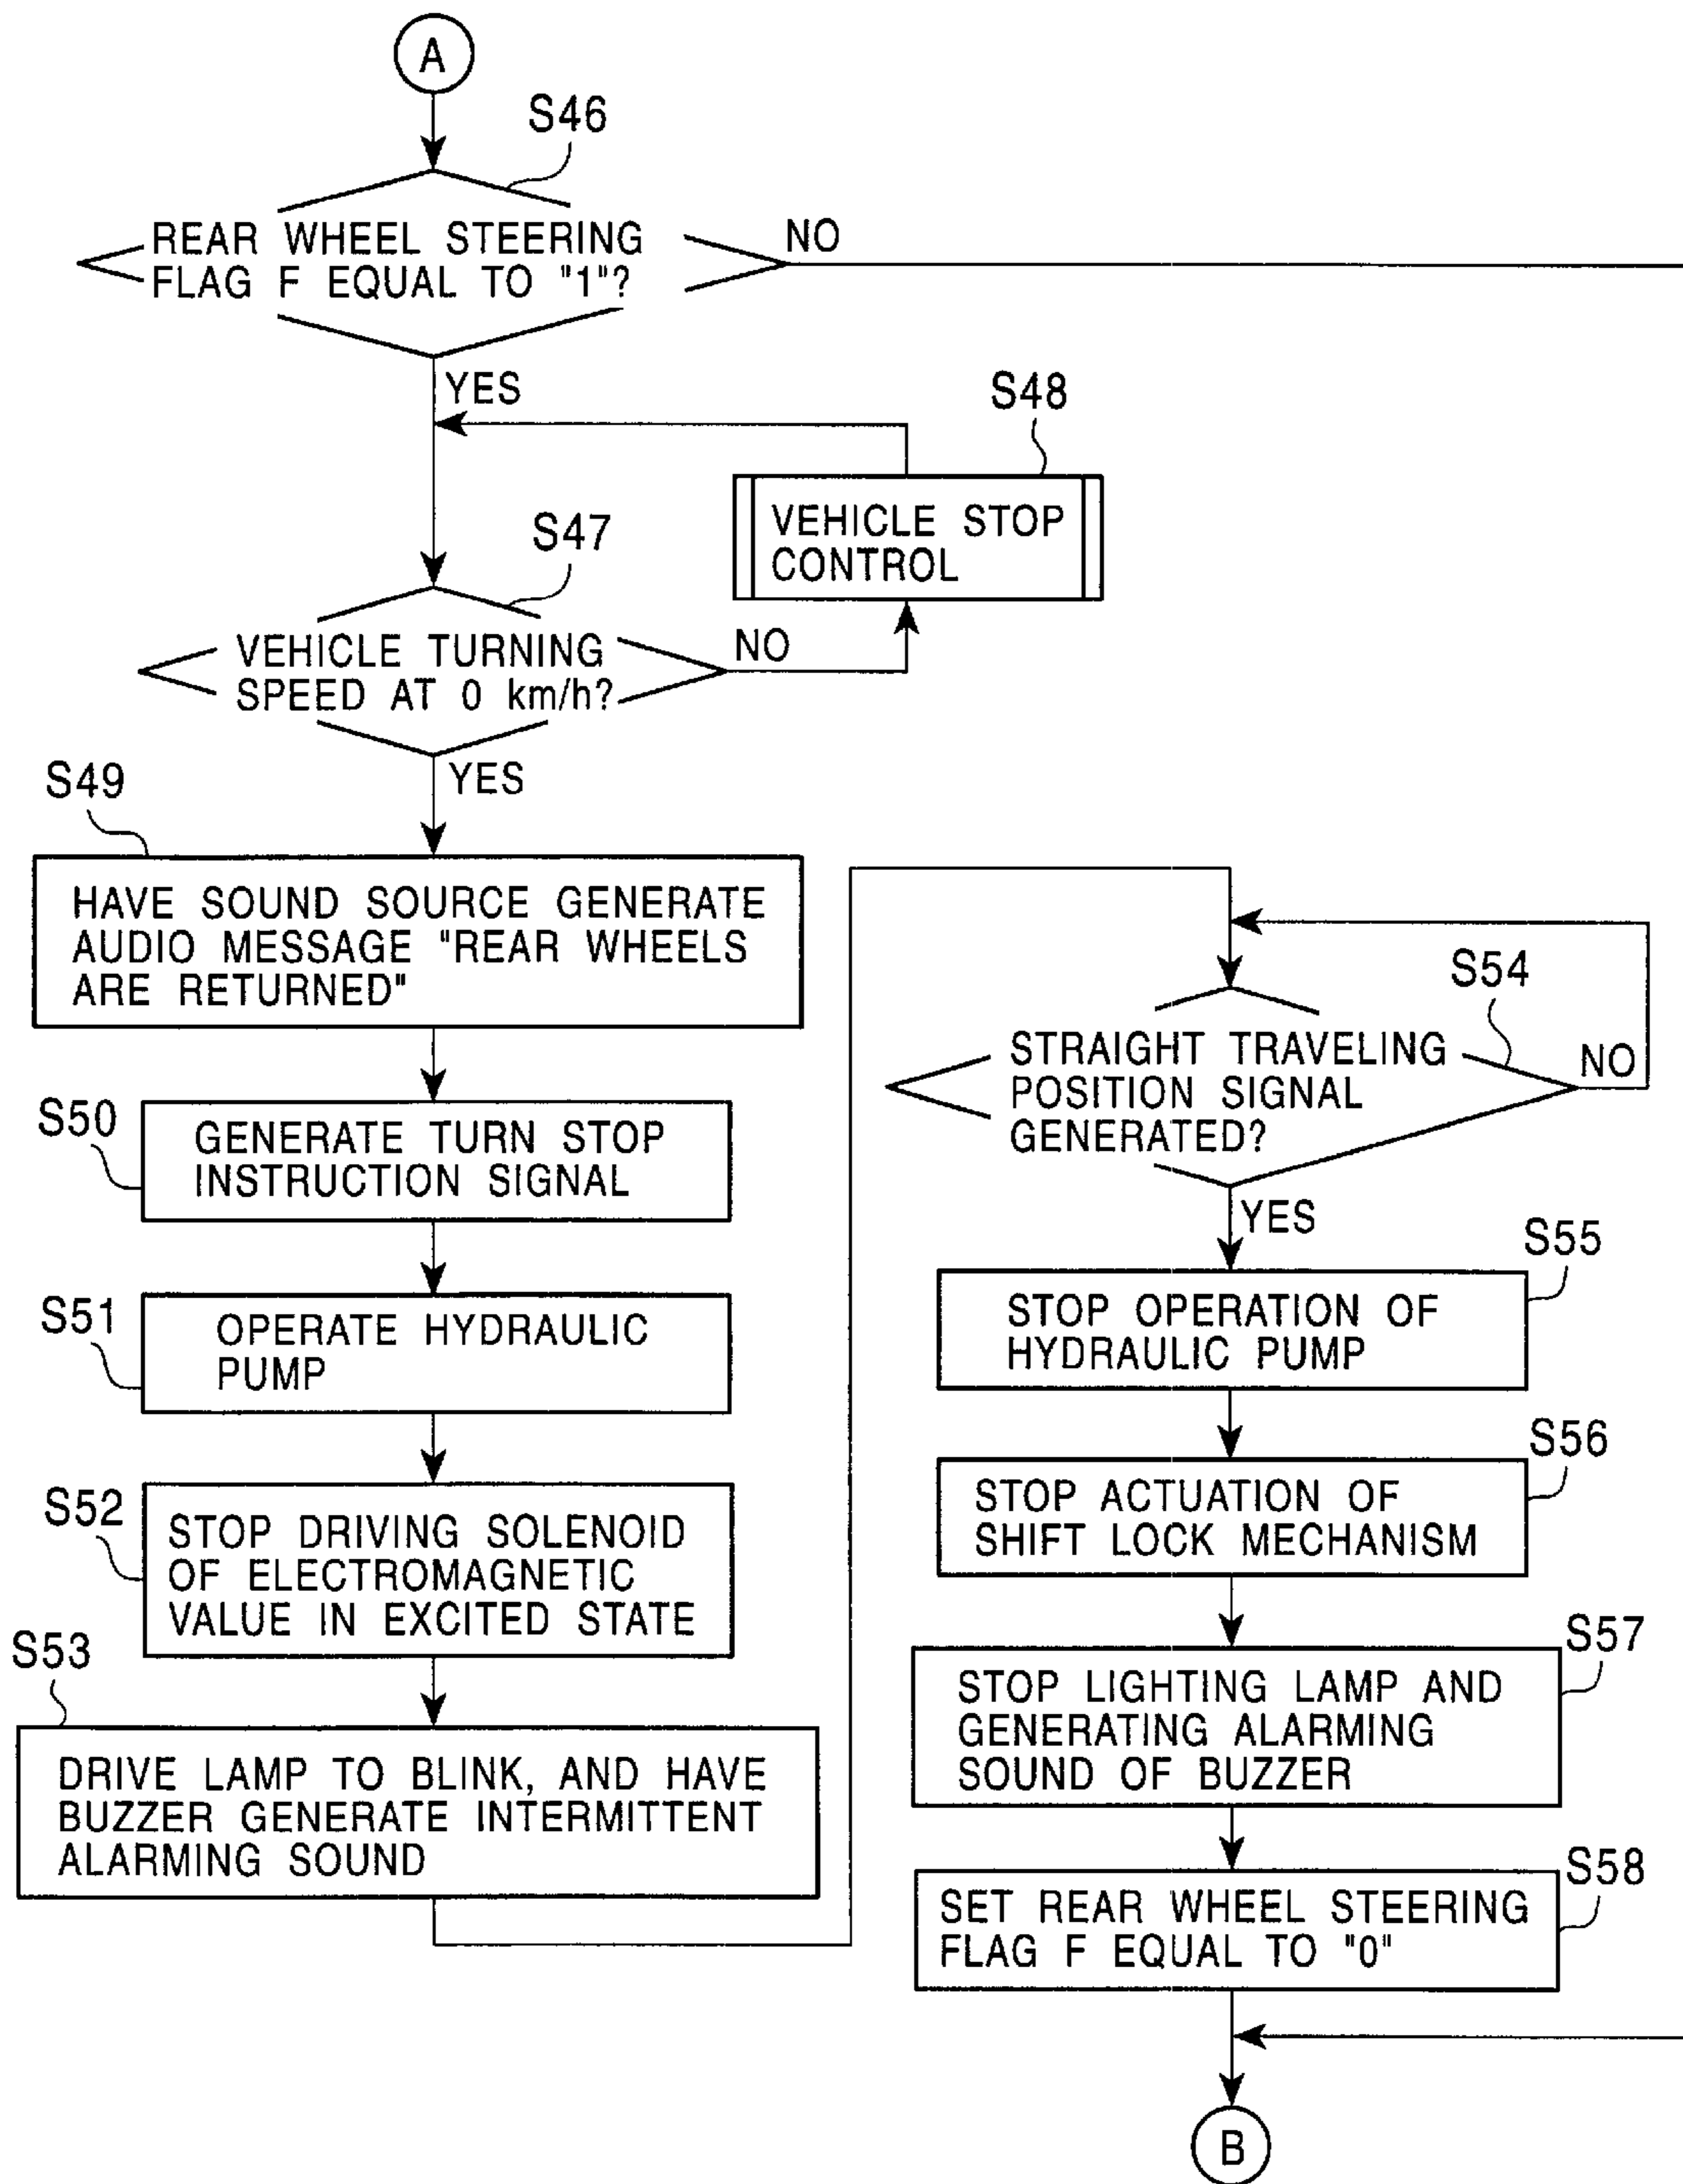 A
S46
REAR WHEEL STEERING
FLAG F EQUAL TO "1"?
NO
YES
S48
VEHICLE STOP
CONTROL
S47
VEHICLE TURNING
SPEED AT 0 km/h?
NO
YES
S49
HAVE SOUND SOURCE GENERATE
AUDIO MESSAGE "REAR WHEELS
ARE RETURNED"
S50
GENERATE TURN STOP
INSTRUCTION SIGNAL
S51
OPERATE HYDRAULIC
PUMP
S52
STOP DRIVING SOLENOID
OF ELECTROMAGNETIC
VALUE IN EXCITED STATE
S53
DRIVE LAMP TO BLINK, AND HAVE
BUZZER GENERATE INTERMITTENT
ALARMING SOUND
S54
STRAIGHT TRAVELING
POSITION SIGNAL
GENERATED?
NO
YES
S55
STOP OPERATION OF
HYDRAULIC PUMP
S56
STOP ACTUATION OF
SHIFT LOCK MECHANISM
S57
STOP LIGHTING LAMP AND
GENERATING ALARMING
SOUND OF BUZZER
S58
SET REAR WHEEL STEERING
FLAG F EQUAL TO "0"
B